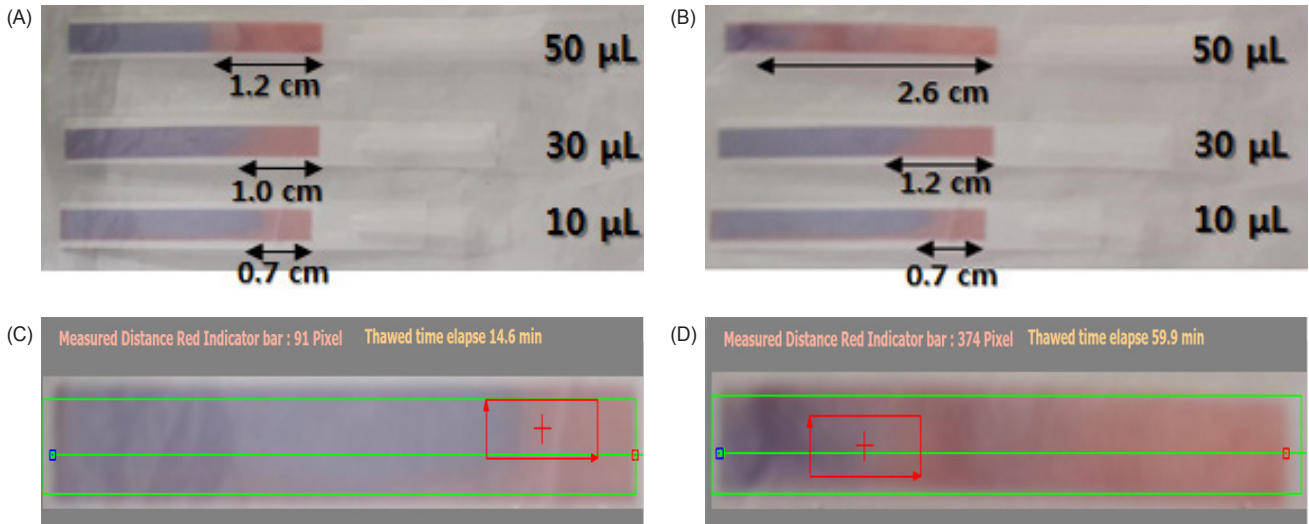 (A)
50 µL
1.2 cm
30 µL
1.0 cm
10 µL
0.7 cm
(B)
50 µL
2.6 cm
30 µL
1.2 cm
10 µL
0.7 cm
(C)
Measured Distance Red Indicator bar : 91 Pixel Thawed time elapse 14.6 min
(D)
Measured Distance Red Indicator bar : 374 Pixel Thawed time elapse 59.9 min